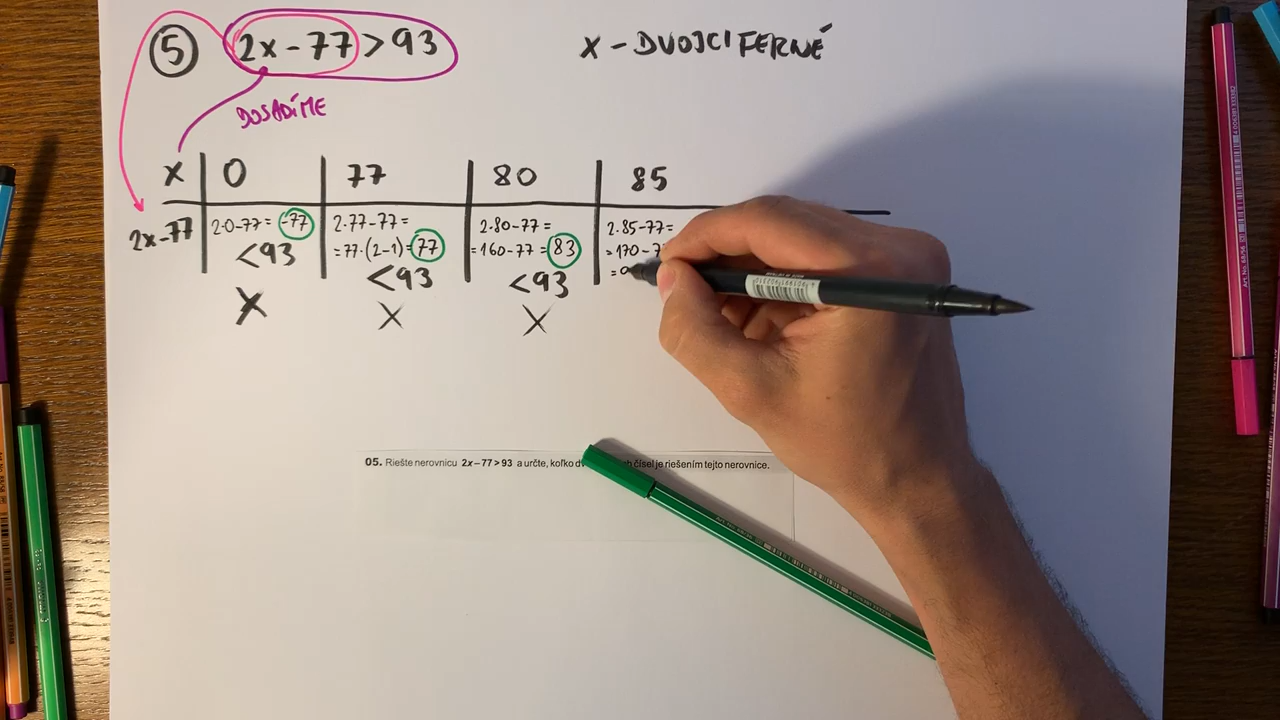 5 2x-77>93 x - DVOJCIFERNÉ
DOSADÍME
x 0 77 80 85
2x-77 2·0-77= -77 2·77-77= 2·80-77= 2·85-77=
<93 =77·(2-1)=77 =160-77=83 =170-7
<93 <93 =9
X X X
05. Riešte nerovnicu 2x−77>93 a určte, koľko čísel je riešením tejto nerovnice.